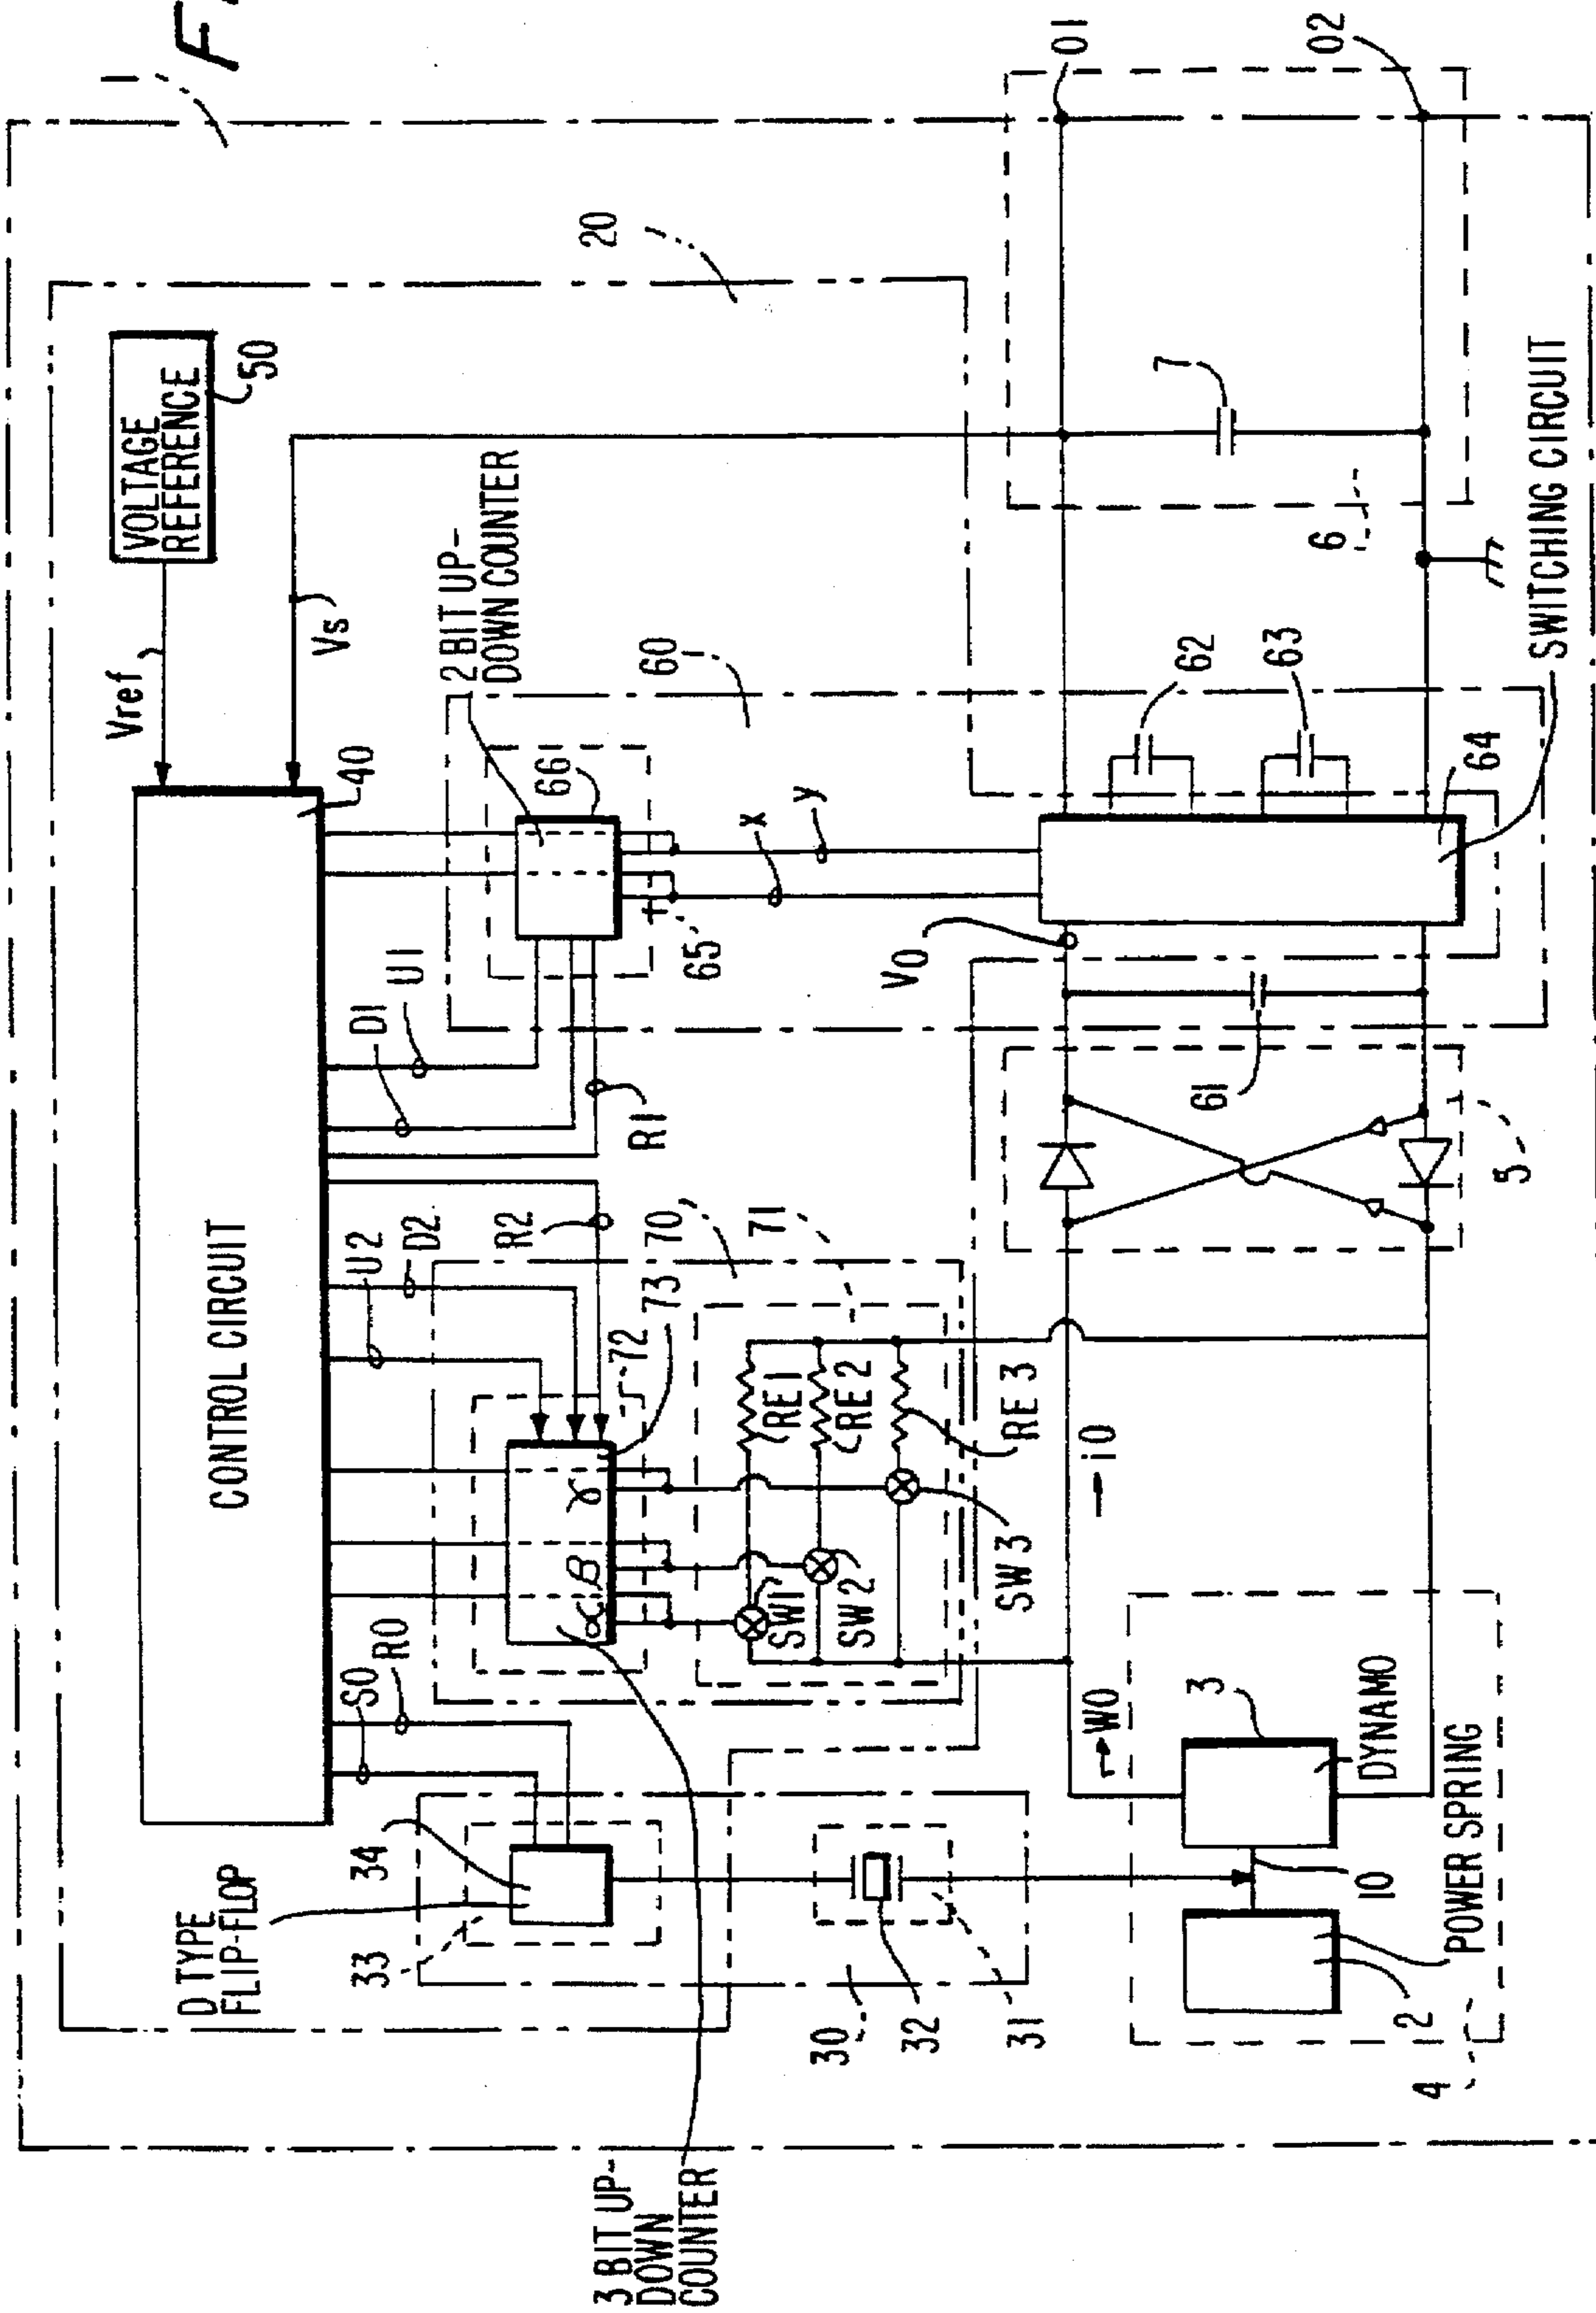 F
1
VOLTAGE
REFERENCE
50
20
Vref
Vs
40
CONTROL CIRCUIT
2 BIT UP-
DOWN COUNTER
60
66
65
x
y
D1
U1
R1
R2
U2
D2
S0
R0
70
71
72
73
α
β
γ
RE1
RE2
RE3
SW1
SW2
SW3
D TYPE
FLIP-FLOP
34
33
30
32
31
3 BIT UP-
DOWN
COUNTER
01
02
7
6
62
63
64
SWITCHING CIRCUIT
V0
61
5
i0
W0
3
DYNAMO
10
POWER SPRING
2
4